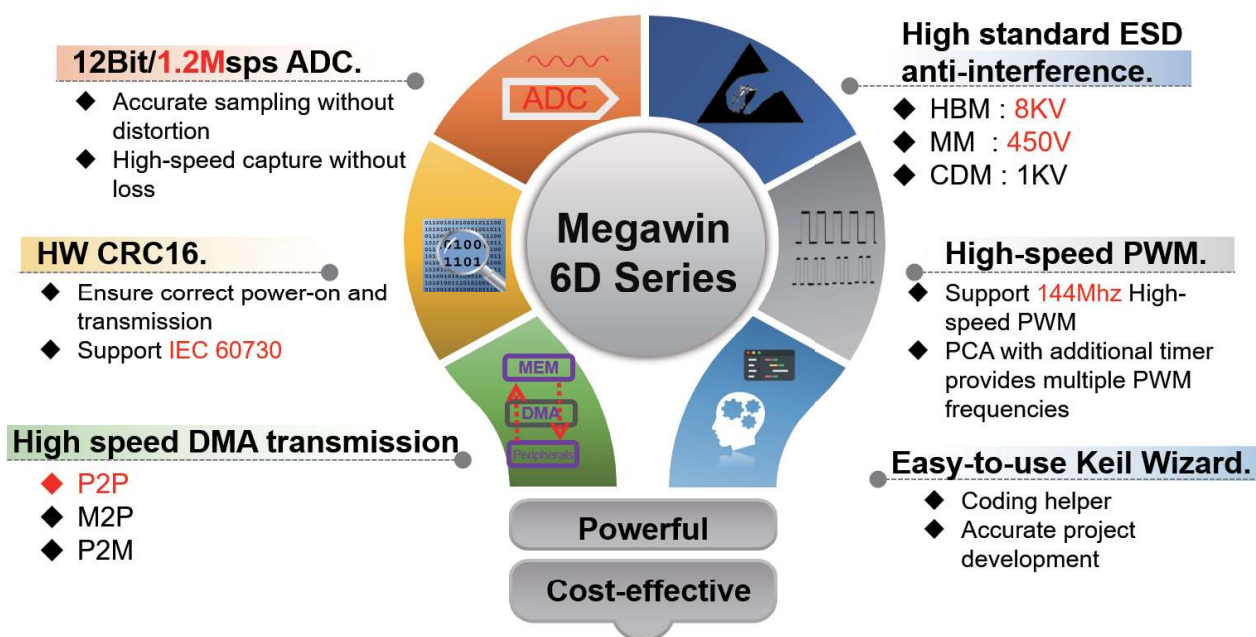 12Bit/1.2Msps ADC.
◆ Accurate sampling without
distortion
◆ High-speed capture without
loss
HW CRC16.
◆ Ensure correct power-on and
transmission
◆ Support IEC 60730
High speed DMA transmission
◆ P2P
◆ M2P
◆ P2M
ADC
MEM
DMA
Peripherals
Megawin
6D Series
Powerful
Cost-effective
High standard ESD
anti-interference.
◆ HBM : 8KV
◆ MM : 450V
◆ CDM : 1KV
High-speed PWM.
◆ Support 144Mhz High-
speed PWM
◆ PCA with additional timer
provides multiple PWM
frequencies
Easy-to-use Keil Wizard.
◆ Coding helper
◆ Accurate project
development